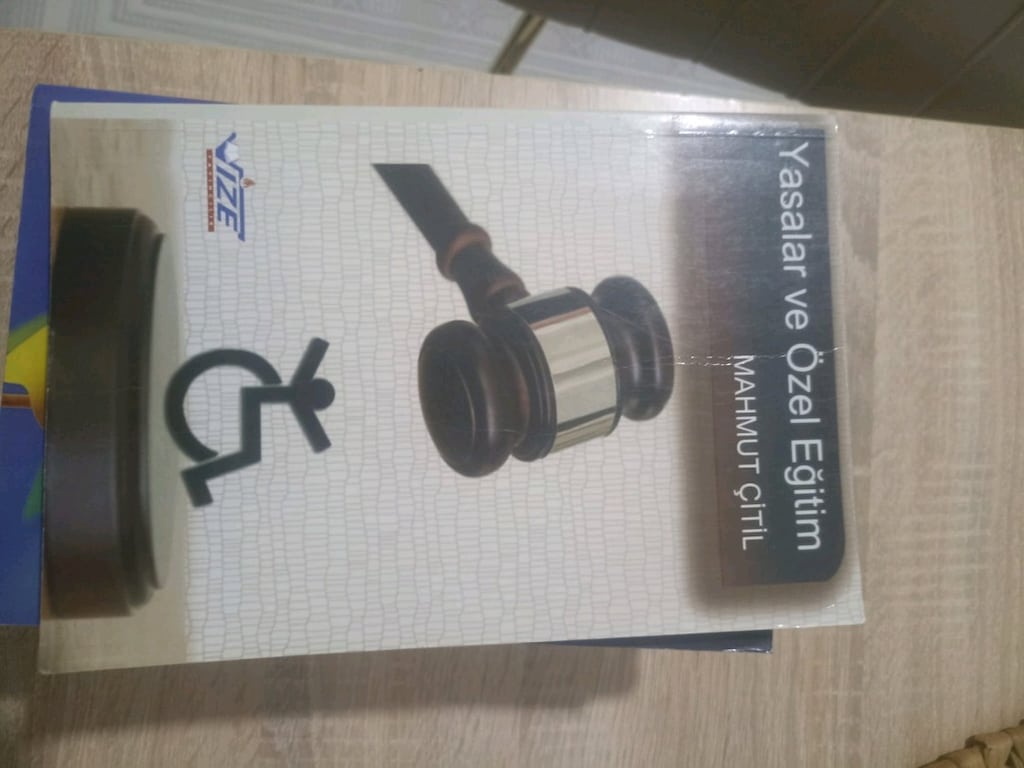 Yasalar ve Özel Eğitim
MAHMUT ÇİTİL
VİZE